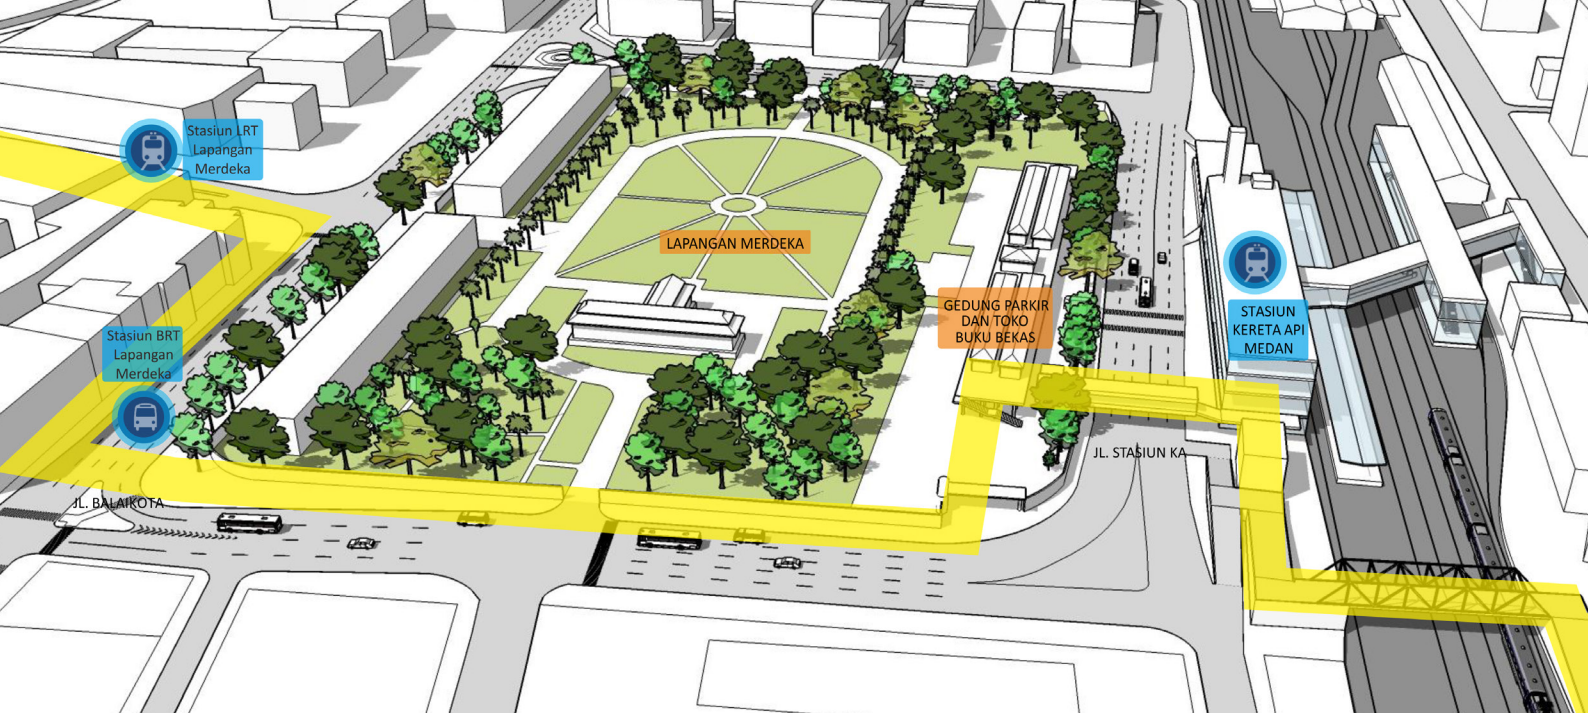 Stasiun LRT
Lapangan
Merdeka
LAPANGAN MERDEKA
GEDUNG PARKIR
DAN TOKO
BUKU BEKAS
STASIUN
KERETA API
MEDAN
Stasiun BRT
Lapangan
Merdeka
JL. STASIUN KA
JL. BALAIKOTA